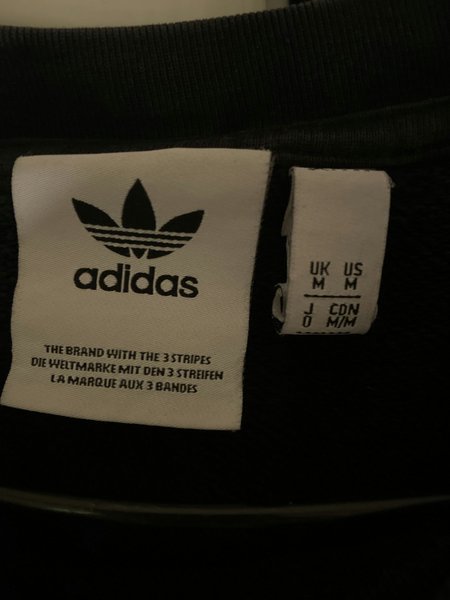 adidas
THE BRAND WITH THE 3 STRIPES
DIE WELTMARKE MIT DEN 3 STREIFEN
LA MARQUE AUX 3 BANDES
UK US
M M
J CDN
O M/M